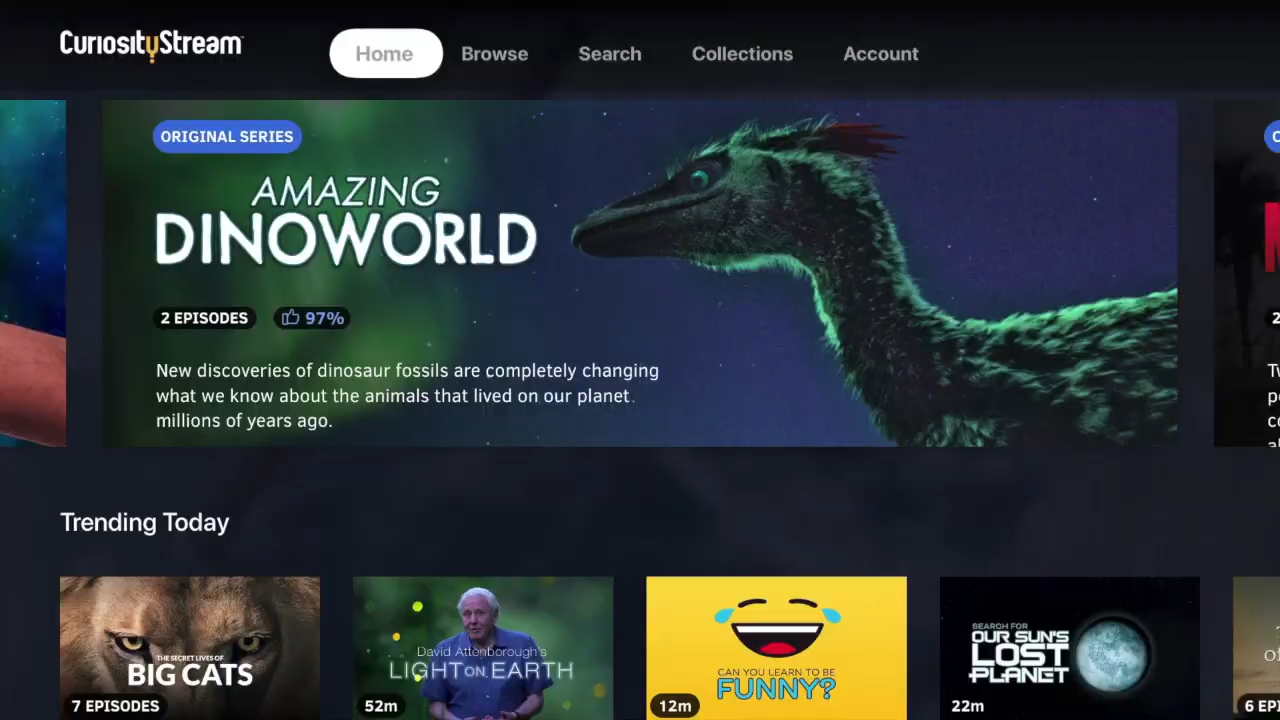 CuriosityStream
Home
Browse
Search
Collections
Account
ORIGINAL SERIES
AMAZING
DINOWORLD
2 EPISODES
97%
New discoveries of dinosaur fossils are completely changing
what we know about the animals that lived on our planet
millions of years ago.
Trending Today
THE SECRET LIVES OF
BIG CATS
7 EPISODES
David Attenborough's
LIGHT ON EARTH
52m
CAN YOU LEARN TO BE
FUNNY?
12m
SEARCH FOR
OUR SUN'S
LOST
PLANET
22m